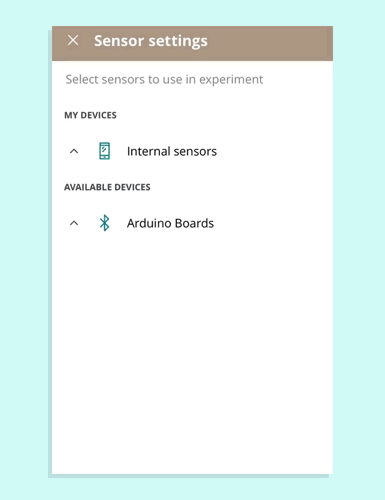 Sensor settings
Select sensors to use in experiment
MY DEVICES
Internal sensors
AVAILABLE DEVICES
Arduino Boards